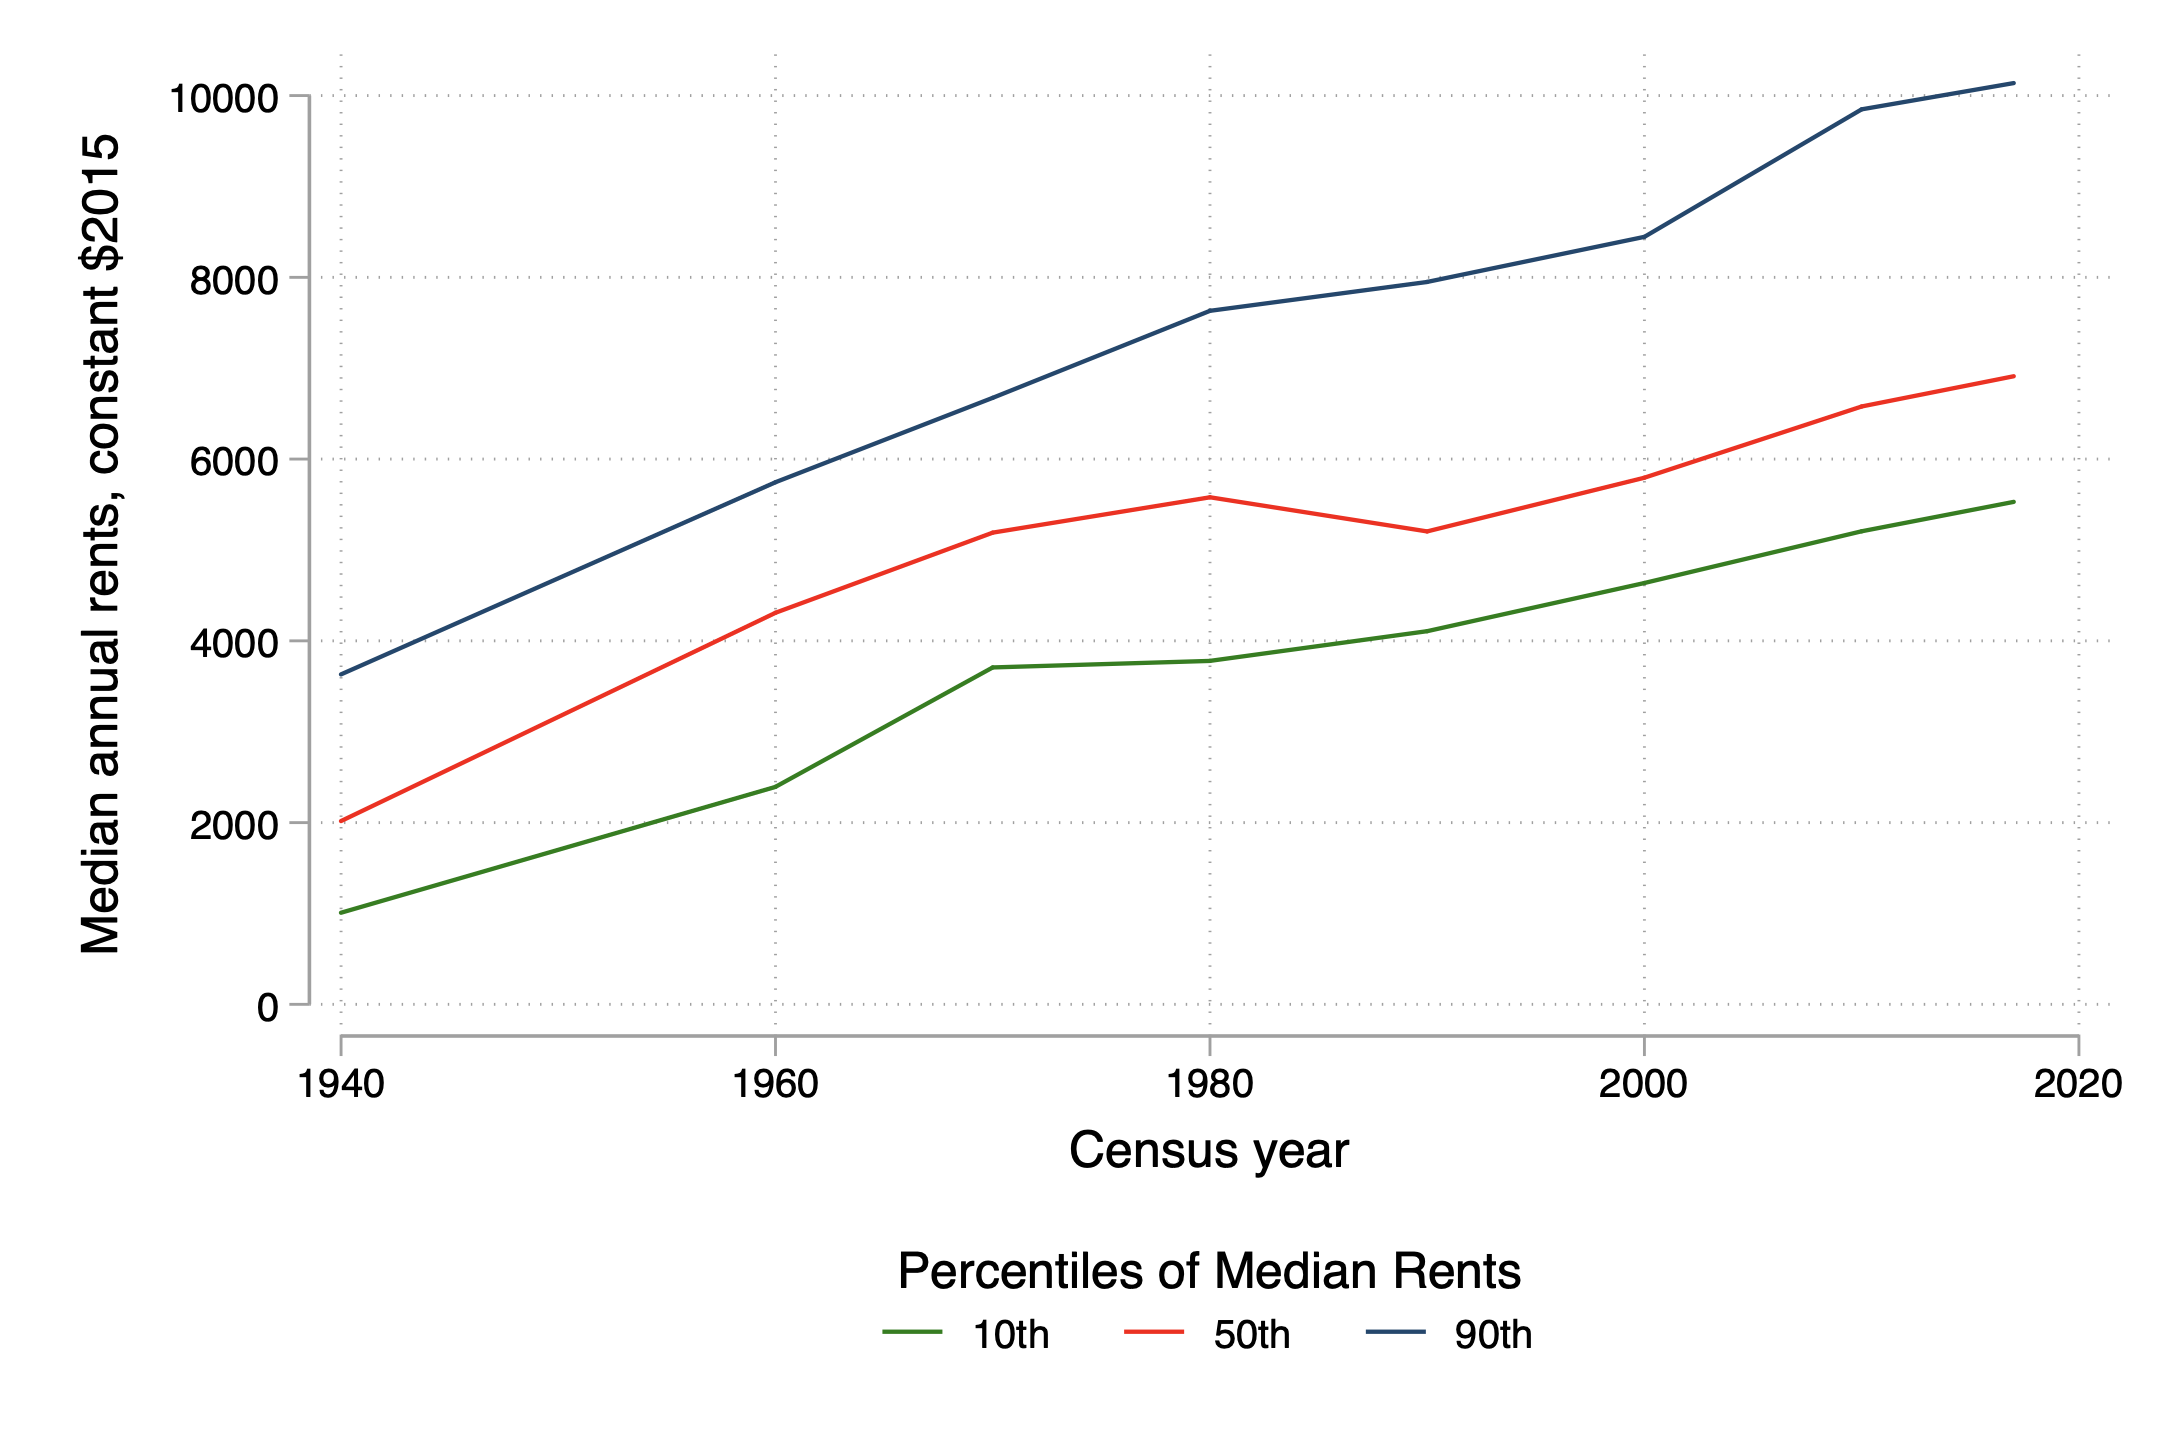 Median annual rents, constant $2015
10000
8000
6000
4000
2000
0
1940 1960 1980 2000 2020
Census year
Percentiles of Median Rents
10th 50th 90th